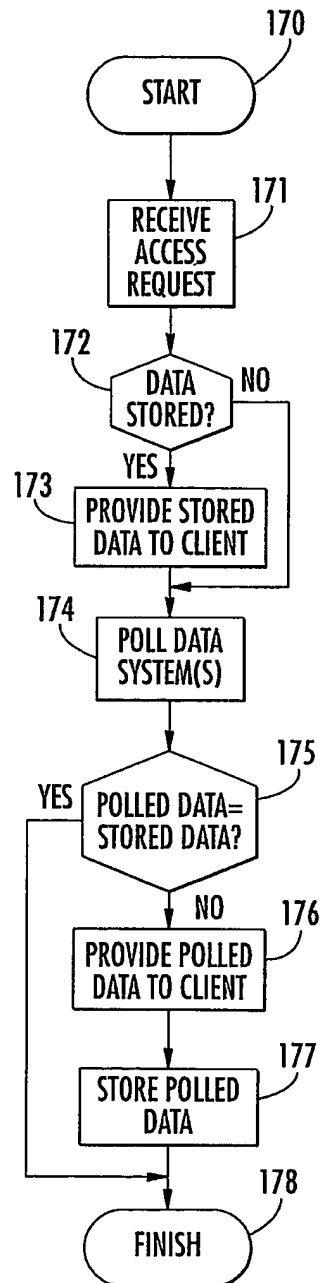 170
START
171
RECEIVE
ACCESS
REQUEST
172
DATA
STORED?
NO
YES
173
PROVIDE STORED
DATA TO CLIENT
174
POLL DATA
SYSTEM(S)
175
YES
POLLED DATA=
STORED DATA?
NO
176
PROVIDE POLLED
DATA TO CLIENT
177
STORE POLLED
DATA
178
FINISH